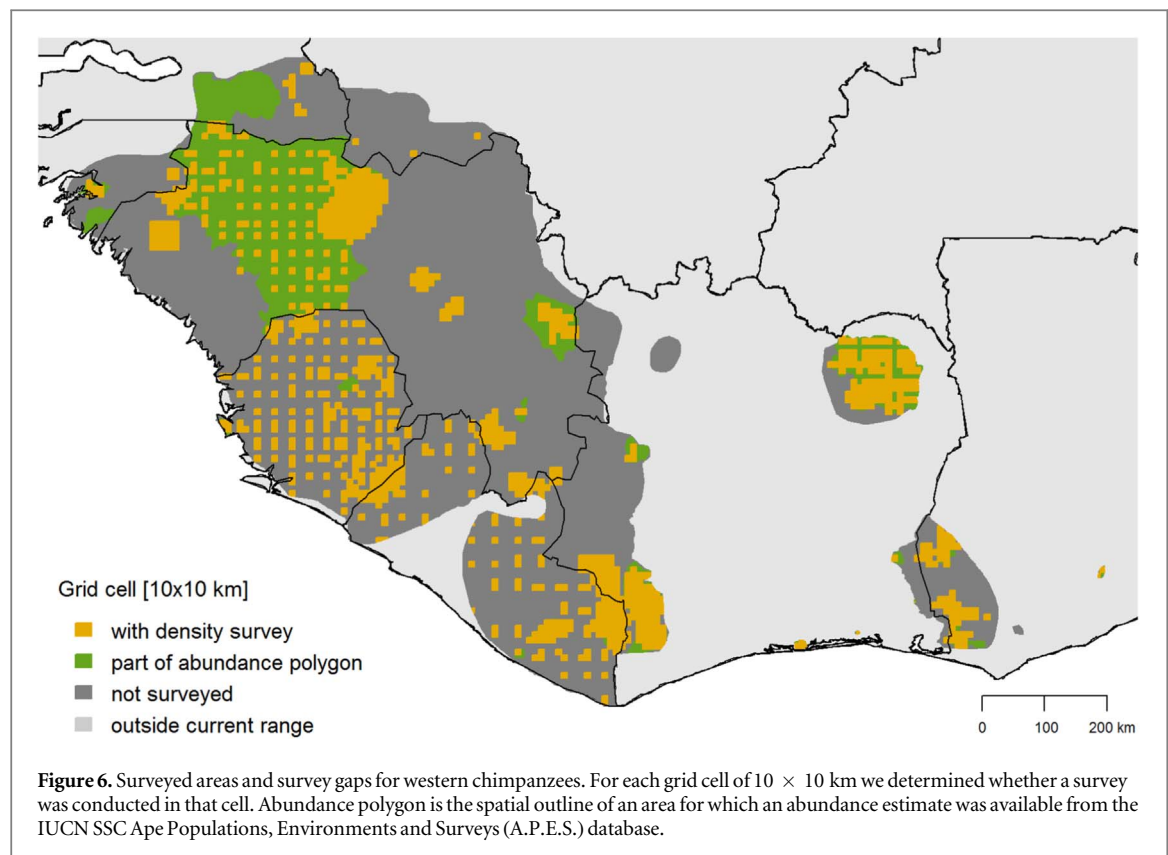 Grid cell [10x10 km]
with density survey
part of abundance polygon
not surveyed
outside current range
0 100 200 km
Figure 6. Surveyed areas and survey gaps for western chimpanzees. For each grid cell of 10 × 10 km we determined whether a survey
was conducted in that cell. Abundance polygon is the spatial outline of an area for which an abundance estimate was available from the
IUCN SSC Ape Populations, Environments and Surveys (A.P.E.S.) database.